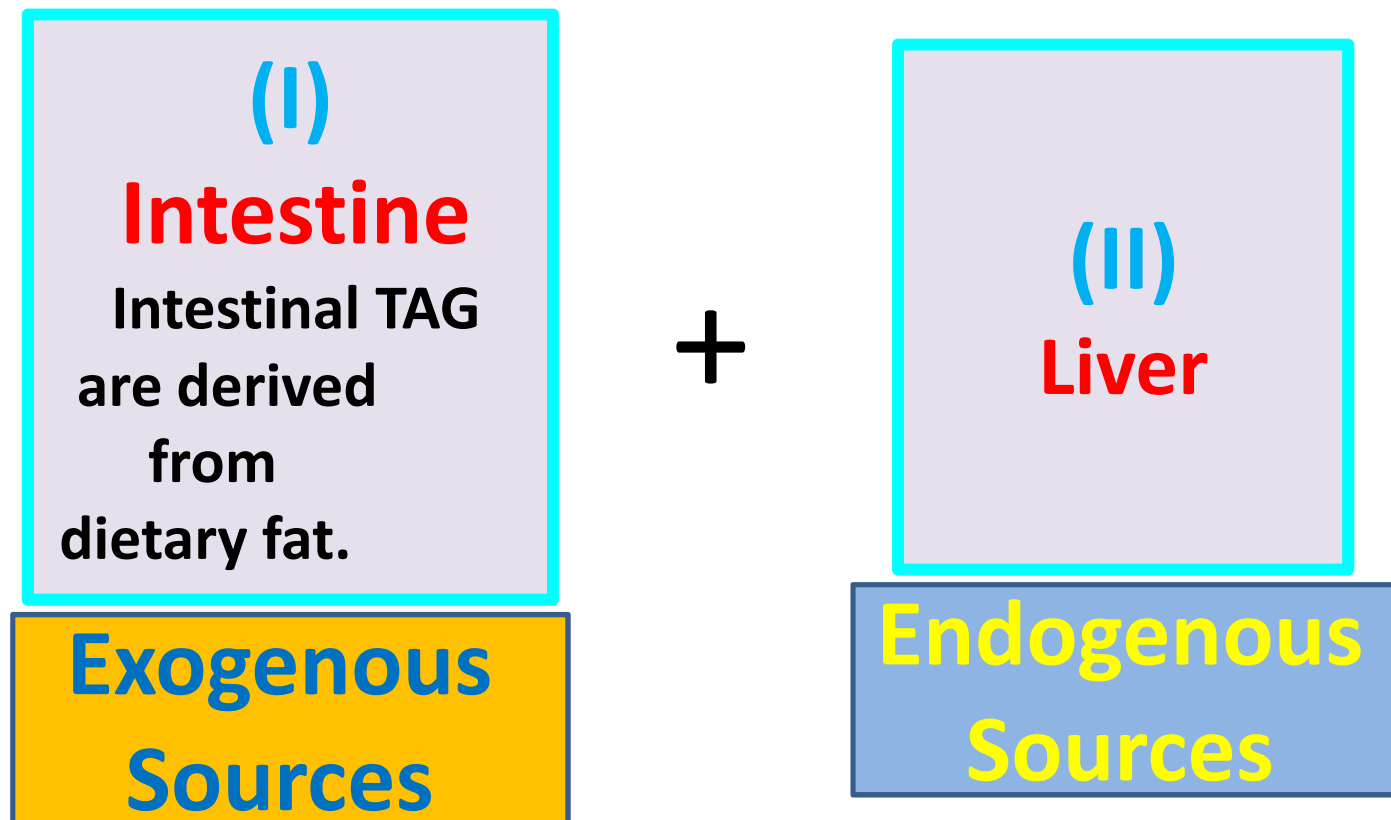 (I)
Intestine
Intestinal TAG
are derived
from
dietary fat.
Exogenous
Sources
+
(II)
Liver
Endogenous
Sources